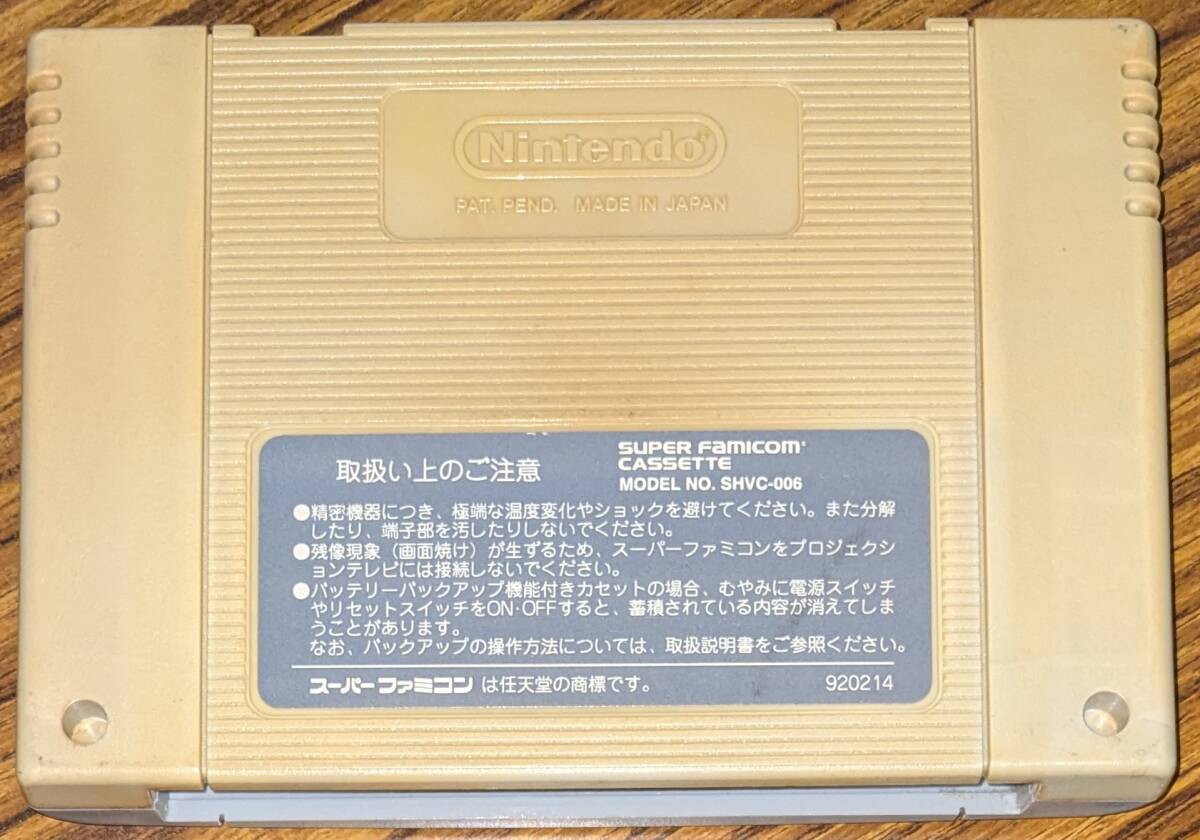 Nintendo®
PAT. PEND. MADE IN JAPAN
取扱い上のご注意
SUPER FAMICOM®
CASSETTE
MODEL NO. SHVC-006
●精密機器につき、極端な温度変化やショックを避けてください。また分解
したり、端子部を汚したりしないでください。
●残像現象（画面焼け）が生ずるため、スーパーファミコンをプロジェクシ
ョンテレビには接続しないでください。
●バッテリーバックアップ機能付きカセットの場合、むやみに電源スイッチ
やリセットスイッチをON·OFFすると、蓄積されている内容が消えてしま
うことがあります。
なお、バックアップの操作方法については、取扱説明書をご参照ください。
スーパーファミコン は任天堂の商標です。 920214